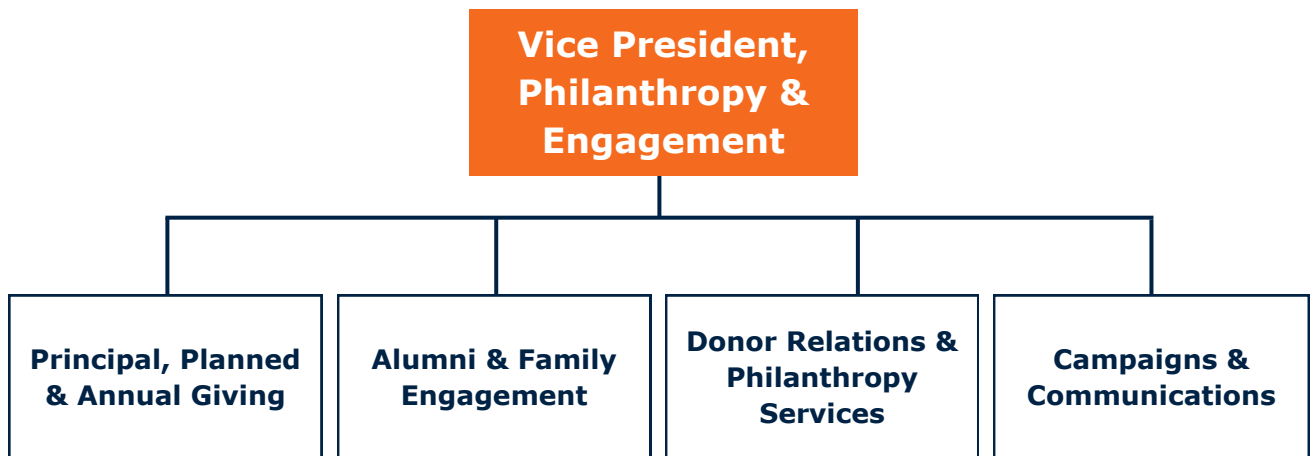 Vice President,
Philanthropy &
Engagement
Principal, Planned
& Annual Giving
Alumni & Family
Engagement
Donor Relations &
Philanthropy
Services
Campaigns &
Communications